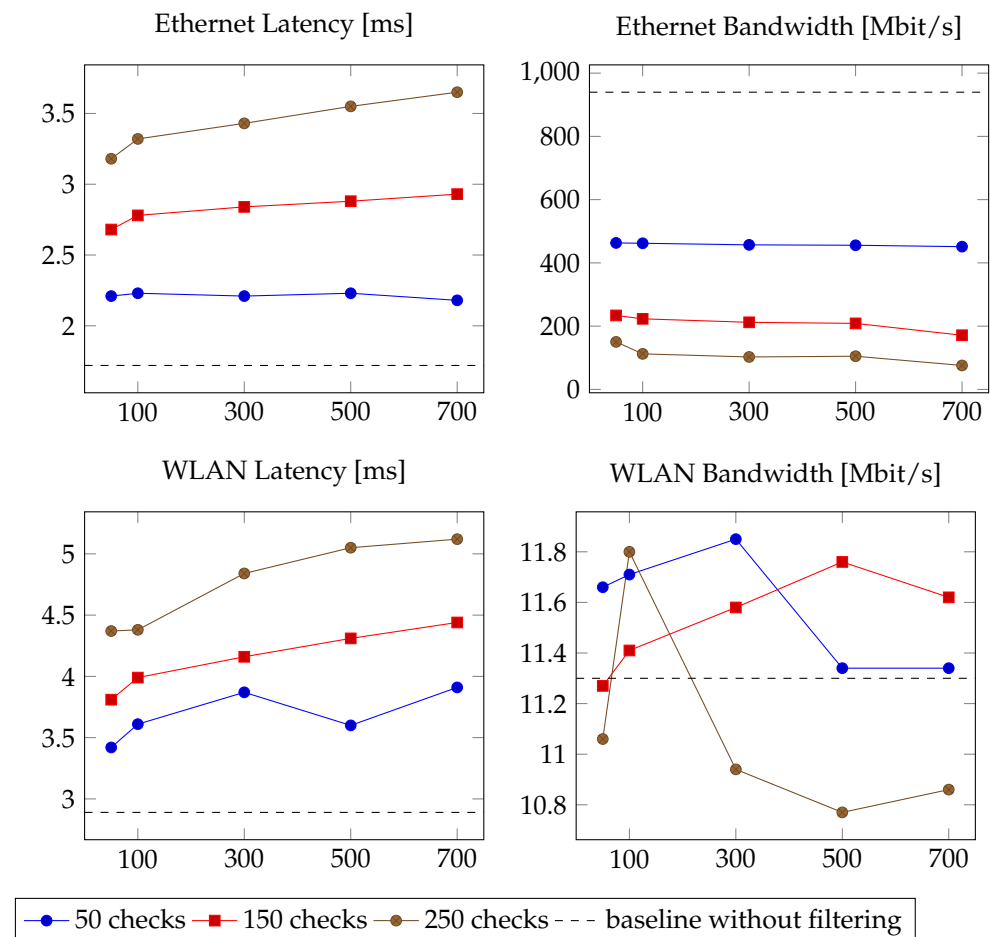 Ethernet Latency [ms]
3.5
3
2.5
2
100 300 500 700
Ethernet Bandwidth [Mbit/s]
1,000
800
600
400
200
0
100 300 500 700
WLAN Latency [ms]
5
4.5
4
3.5
3
100 300 500 700
WLAN Bandwidth [Mbit/s]
11.8
11.6
11.4
11.2
11
10.8
100 300 500 700
50 checks 150 checks 250 checks baseline without filtering